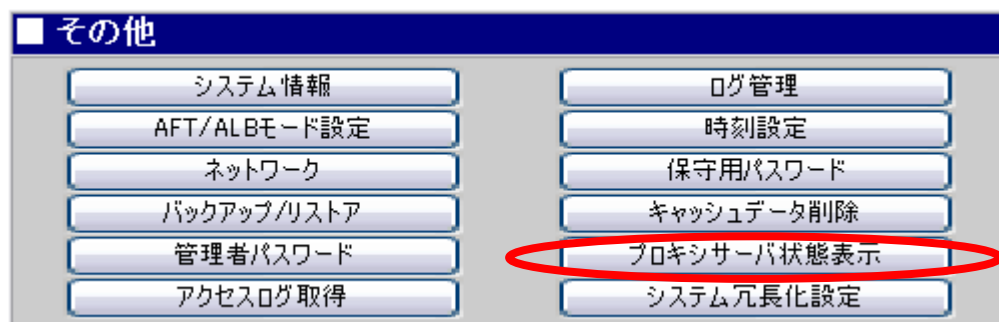 ■ その他
システム情報
ログ管理
AFT/ALBモード設定
時刻設定
ネットワーク
保守用パスワード
バックアップ/リストア
キャッシュデータ削除
管理者パスワード
プロキシサーバ状態表示
アクセスログ取得
システム冗長化設定